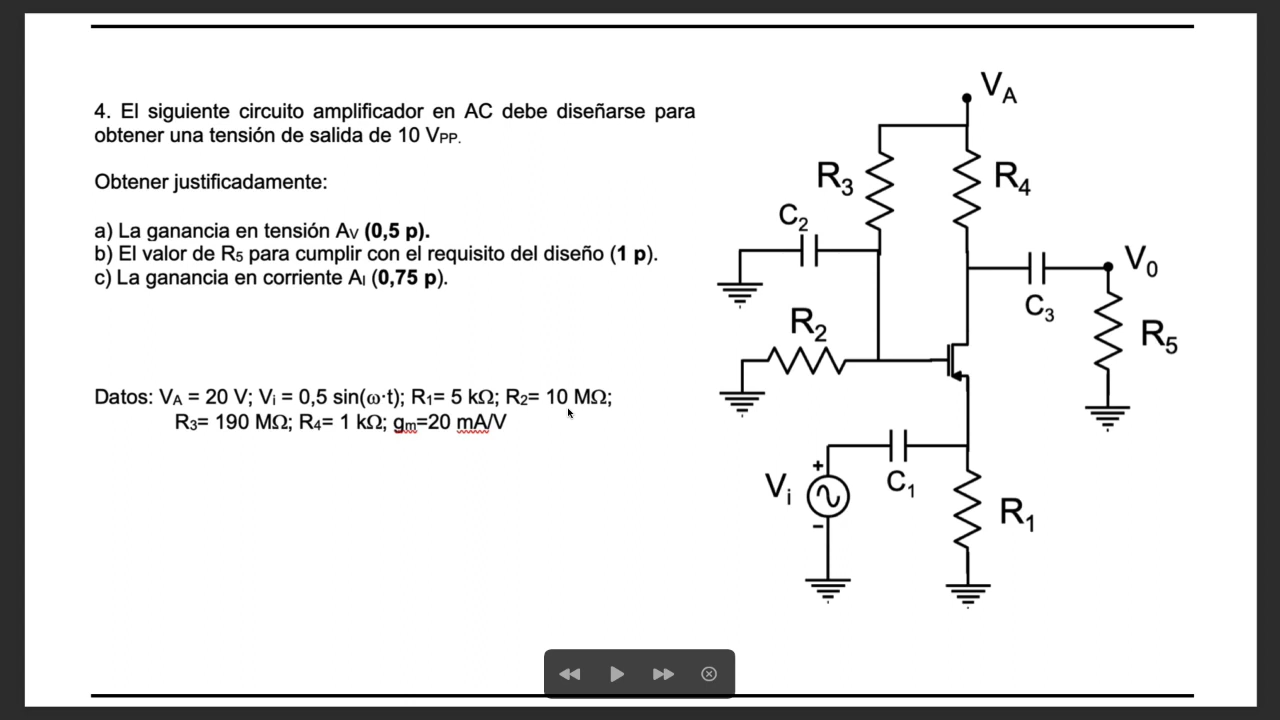 4. El siguiente circuito amplificador en AC debe diseñarse para
obtener una tensión de salida de 10 VPP.
Obtener justificadamente:
a) La ganancia en tensión AV (0,5 p).
b) El valor de R5 para cumplir con el requisito del diseño (1 p).
c) La ganancia en corriente AI (0,75 p).
Datos: VA = 20 V; Vi = 0,5 sin(ω·t); R1= 5 kΩ; R2= 10 MΩ;
R3= 190 MΩ; R4= 1 kΩ; gm=20 mA/V
VA
R3
R4
C2
V0
C3
R2
R5
+
Vi
C1
-
R1